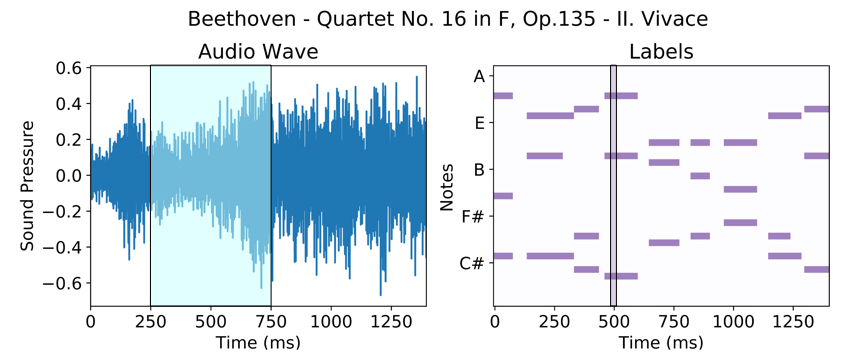 Beethoven - Quartet No. 16 in F, Op.135 - II. Vivace
Audio Wave
Sound Pressure
0.6
0.4
0.2
0.0
−0.2
−0.4
−0.6
0 250 500 750 1000 1250
Time (ms)
Labels
Notes
A
E
B
F#
C#
0 250 500 750 1000 1250
Time (ms)